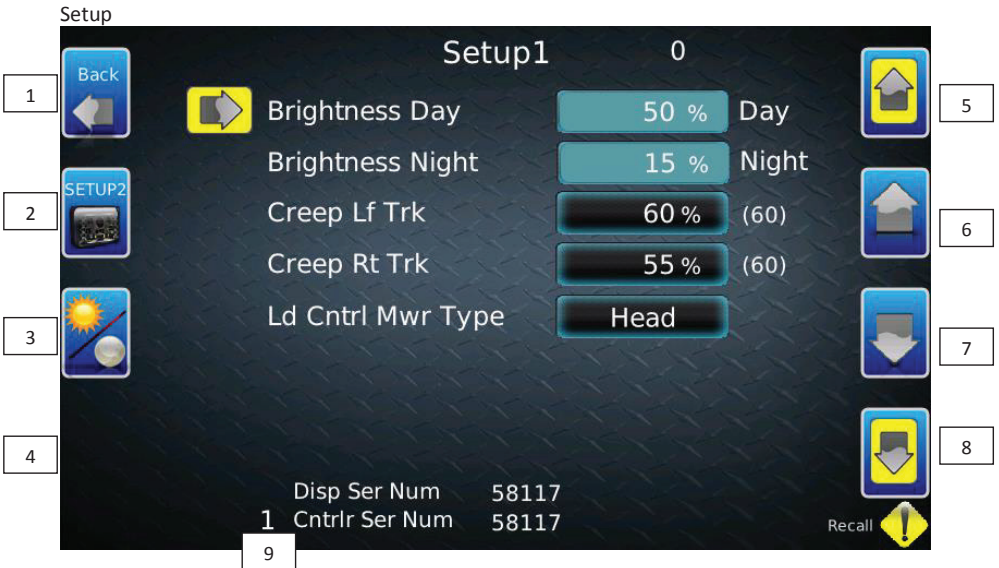 Setup
Setup1 0
1 Back
Brightness Day 50 % Day
5
Brightness Night 15 % Night
2 SETUP2
Creep Lf Trk 60 % (60)
6
Creep Rt Trk 55 % (60)
3
Ld Cntrl Mwr Type Head
7
4
8
Disp Ser Num 58117
1 Cntrlr Ser Num 58117
Recall
9